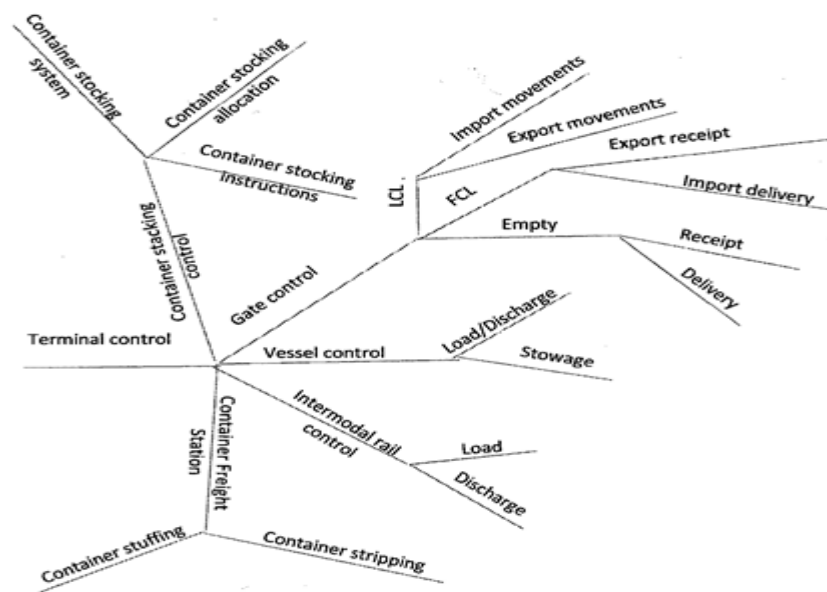 Container stocking
system
Container stocking
allocation
Container stocking
Instructions
Container stacking
control
Import movements
Export movements
LCL
FCL
Export receipt
Import delivery
Empty
Receipt
Delivery
Gate control
Terminal control
Vessel control
Load/Discharge
Stowage
Intermodal rail
control
Load
Discharge
Container Freight
Station
Container stuffing
Container stripping